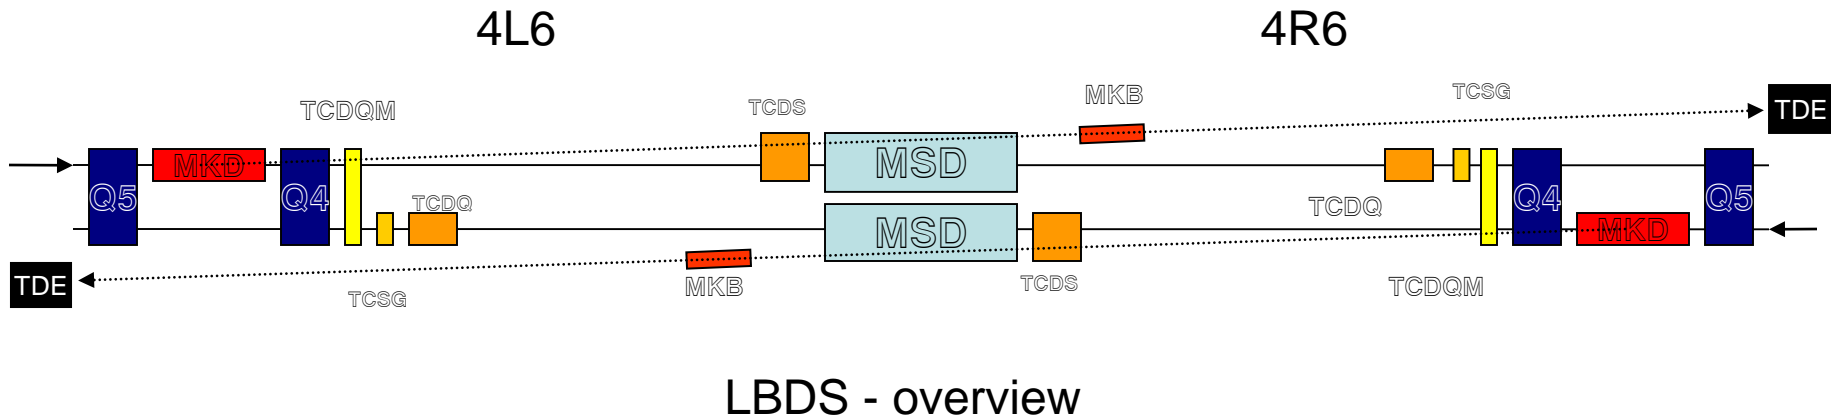 4L6 4R6
TCDQM TCDS MKB TCSG TDE
Q5 MKD Q4 MSD Q4 Q5
TCDQ TCDQ
MSD MKD
TDE TCSG MKB TCDS TCDQM
LBDS - overview